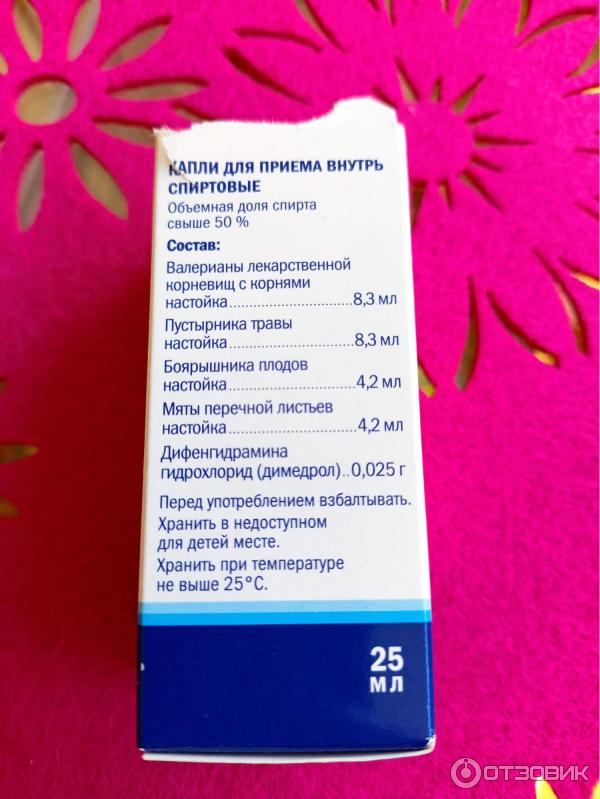 КАПЛИ ДЛЯ ПРИЕМА ВНУТРЬ
СПИРТОВЫЕ
Объемная доля спирта
свыше 50 %
Состав:
Валерианы лекарственной
корневищ с корнями
настойка....................8,3 мл
Пустырника травы
настойка....................8,3 мл
Боярышника плодов
настойка....................4,2 мл
Мяты перечной листьев
настойка....................4,2 мл
Дифенгидрамина
гидрохлорид (димедрол)..0,025 г
Перед употреблением взбалтывать.
Хранить в недоступном
для детей месте.
Хранить при температуре
не выше 25°С.
25
МЛ
ОТЗОВИК